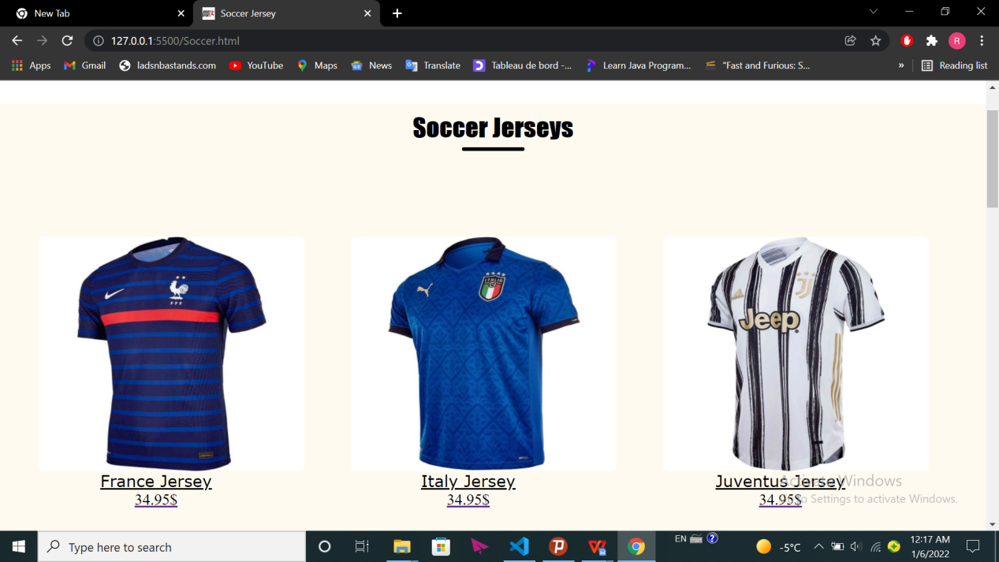 New Tab
Soccer Jersey
127.0.0.1:5500/Soccer.html
R
Apps
Gmail
ladsnbastands.com
YouTube
Maps
News
Translate
Tableau de bord -...
Learn Java Program...
"Fast and Furious: S...
»
Reading list
Soccer Jerseys
FFF
ITALIA
Jeep
France Jersey
Italy Jersey
Juventus Jersey
34.95$
34.95$
34.95$
Activate Windows
Go to Settings to activate Windows.
Type here to search
EN
-5°C
12:17 AM
1/6/2022